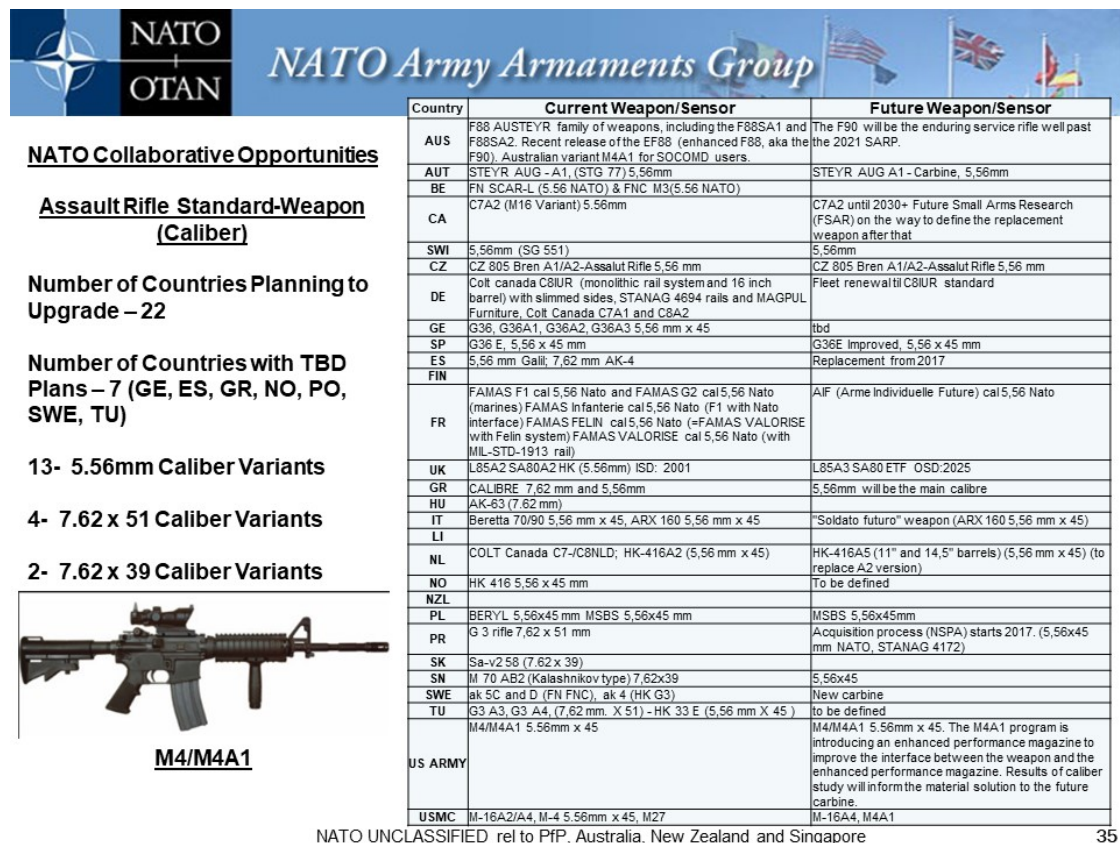 NATO
OTAN
NATO Army Armaments Group
NATO Collaborative Opportunities
Assault Rifle Standard-Weapon
(Caliber)
Number of Countries Planning to
Upgrade – 22
Number of Countries with TBD
Plans – 7 (GE, ES, GR, NO, PO,
SWE, TU)
13- 5.56mm Caliber Variants
4- 7.62 x 51 Caliber Variants
2- 7.62 x 39 Caliber Variants
M4/M4A1
Country Current Weapon/Sensor Future Weapon/Sensor
AUS
F88 AUSTEYR family of weapons, including the F88SA1 and
F88SA2. Recent release of the EF88 (enhanced F88, aka the
F90). Australian variant M4A1 for SOCOMD users.
The F90 will be the enduring service rifle well past
the 2021 SARP.
AUT STEYR AUG - A1, (STG 77) 5,56mm STEYR AUG A1 - Carbine, 5,56mm
BE FN SCAR-L (5.56 NATO) & FNC M3(5.56 NATO)
CA
C7A2 (M16 Variant) 5.56mm
C7A2 until 2030+ Future Small Arms Research
(FSAR) on the way to define the replacement
weapon after that
SWI 5,56mm (SG 551) 5,56mm
CZ CZ 805 Bren A1/A2-Assalut Rifle 5,56 mm CZ 805 Bren A1/A2-Assalut Rifle 5,56 mm
DE
Colt canada C8IUR (monolithic rail system and 16 inch
barrel) with slimmed sides, STANAG 4694 rails and MAGPUL
Furniture, Colt Canada C7A1 and C8A2
Fleet renewal til C8IUR standard
GE G36, G36A1, G36A2, G36A3 5,56 mm x 45 tbd
SP G36 E, 5,56 x 45 mm G36E Improved, 5,56 x 45 mm
ES 5,56 mm Galil; 7,62 mm AK-4 Replacement from 2017
FIN
FR
FAMAS F1 cal 5,56 Nato and FAMAS G2 cal 5,56 Nato
(marines) FAMAS Infanterie cal 5,56 Nato (F1 with Nato
interface) FAMAS FELIN cal 5,56 Nato (=FAMAS VALORISE
with Felin system) FAMAS VALORISE cal 5,56 Nato (with
MIL-STD-1913 rail)
AIF (Arme Individuelle Future) cal 5,56 Nato
UK L85A2 SA80A2 HK (5.56mm) ISD: 2001 L85A3 SA80 ETF OSD:2025
GR CALIBRE 7,62 mm and 5,56mm 5,56mm will be the main calibre
HU AK-63 (7.62 mm)
IT Beretta 70/90 5,56 mm x 45, ARX 160 5,56 mm x 45 "Soldato futuro" weapon (ARX 160 5,56 mm x 45)
LI
NL
COLT Canada C7-/C8NLD; HK-416A2 (5,56 mm x 45)
HK-416A5 (11" and 14,5" barrels) (5,56 mm x 45) (to
replace A2 version)
NO HK 416 5,56 x 45 mm To be defined
NZL
PL BERYL 5,56x45 mm MSBS 5,56x45 mm MSBS 5,56x45mm
PR
G 3 rifle 7,62 x 51 mm
Acquisition process (NSPA) starts 2017. (5,56x45
mm NATO, STANAG 4172)
SK Sa-v2 58 (7.62 x 39)
SN M 70 AB2 (Kalashnikov type) 7,62x39 5,56x45
SWE ak 5C and D (FN FNC), ak 4 (HK G3) New carbine
TU G3 A3, G3 A4, (7,62 mm. X 51) - HK 33 E (5,56 mm X 45 ) to be defined
US ARMY
M4/M4A1 5.56mm x 45
M4/M4A1 5.56mm x 45. The M4A1 program is
introducing an enhanced performance magazine to
improve the interface between the weapon and the
enhanced performance magazine. Results of caliber
study will inform the material solution to the future
carbine.
USMC M-16A2/A4, M-4 5.56mm x 45, M27 M-16A4, M4A1
NATO UNCLASSIFIED rel to PfP, Australia, New Zealand and Singapore
35